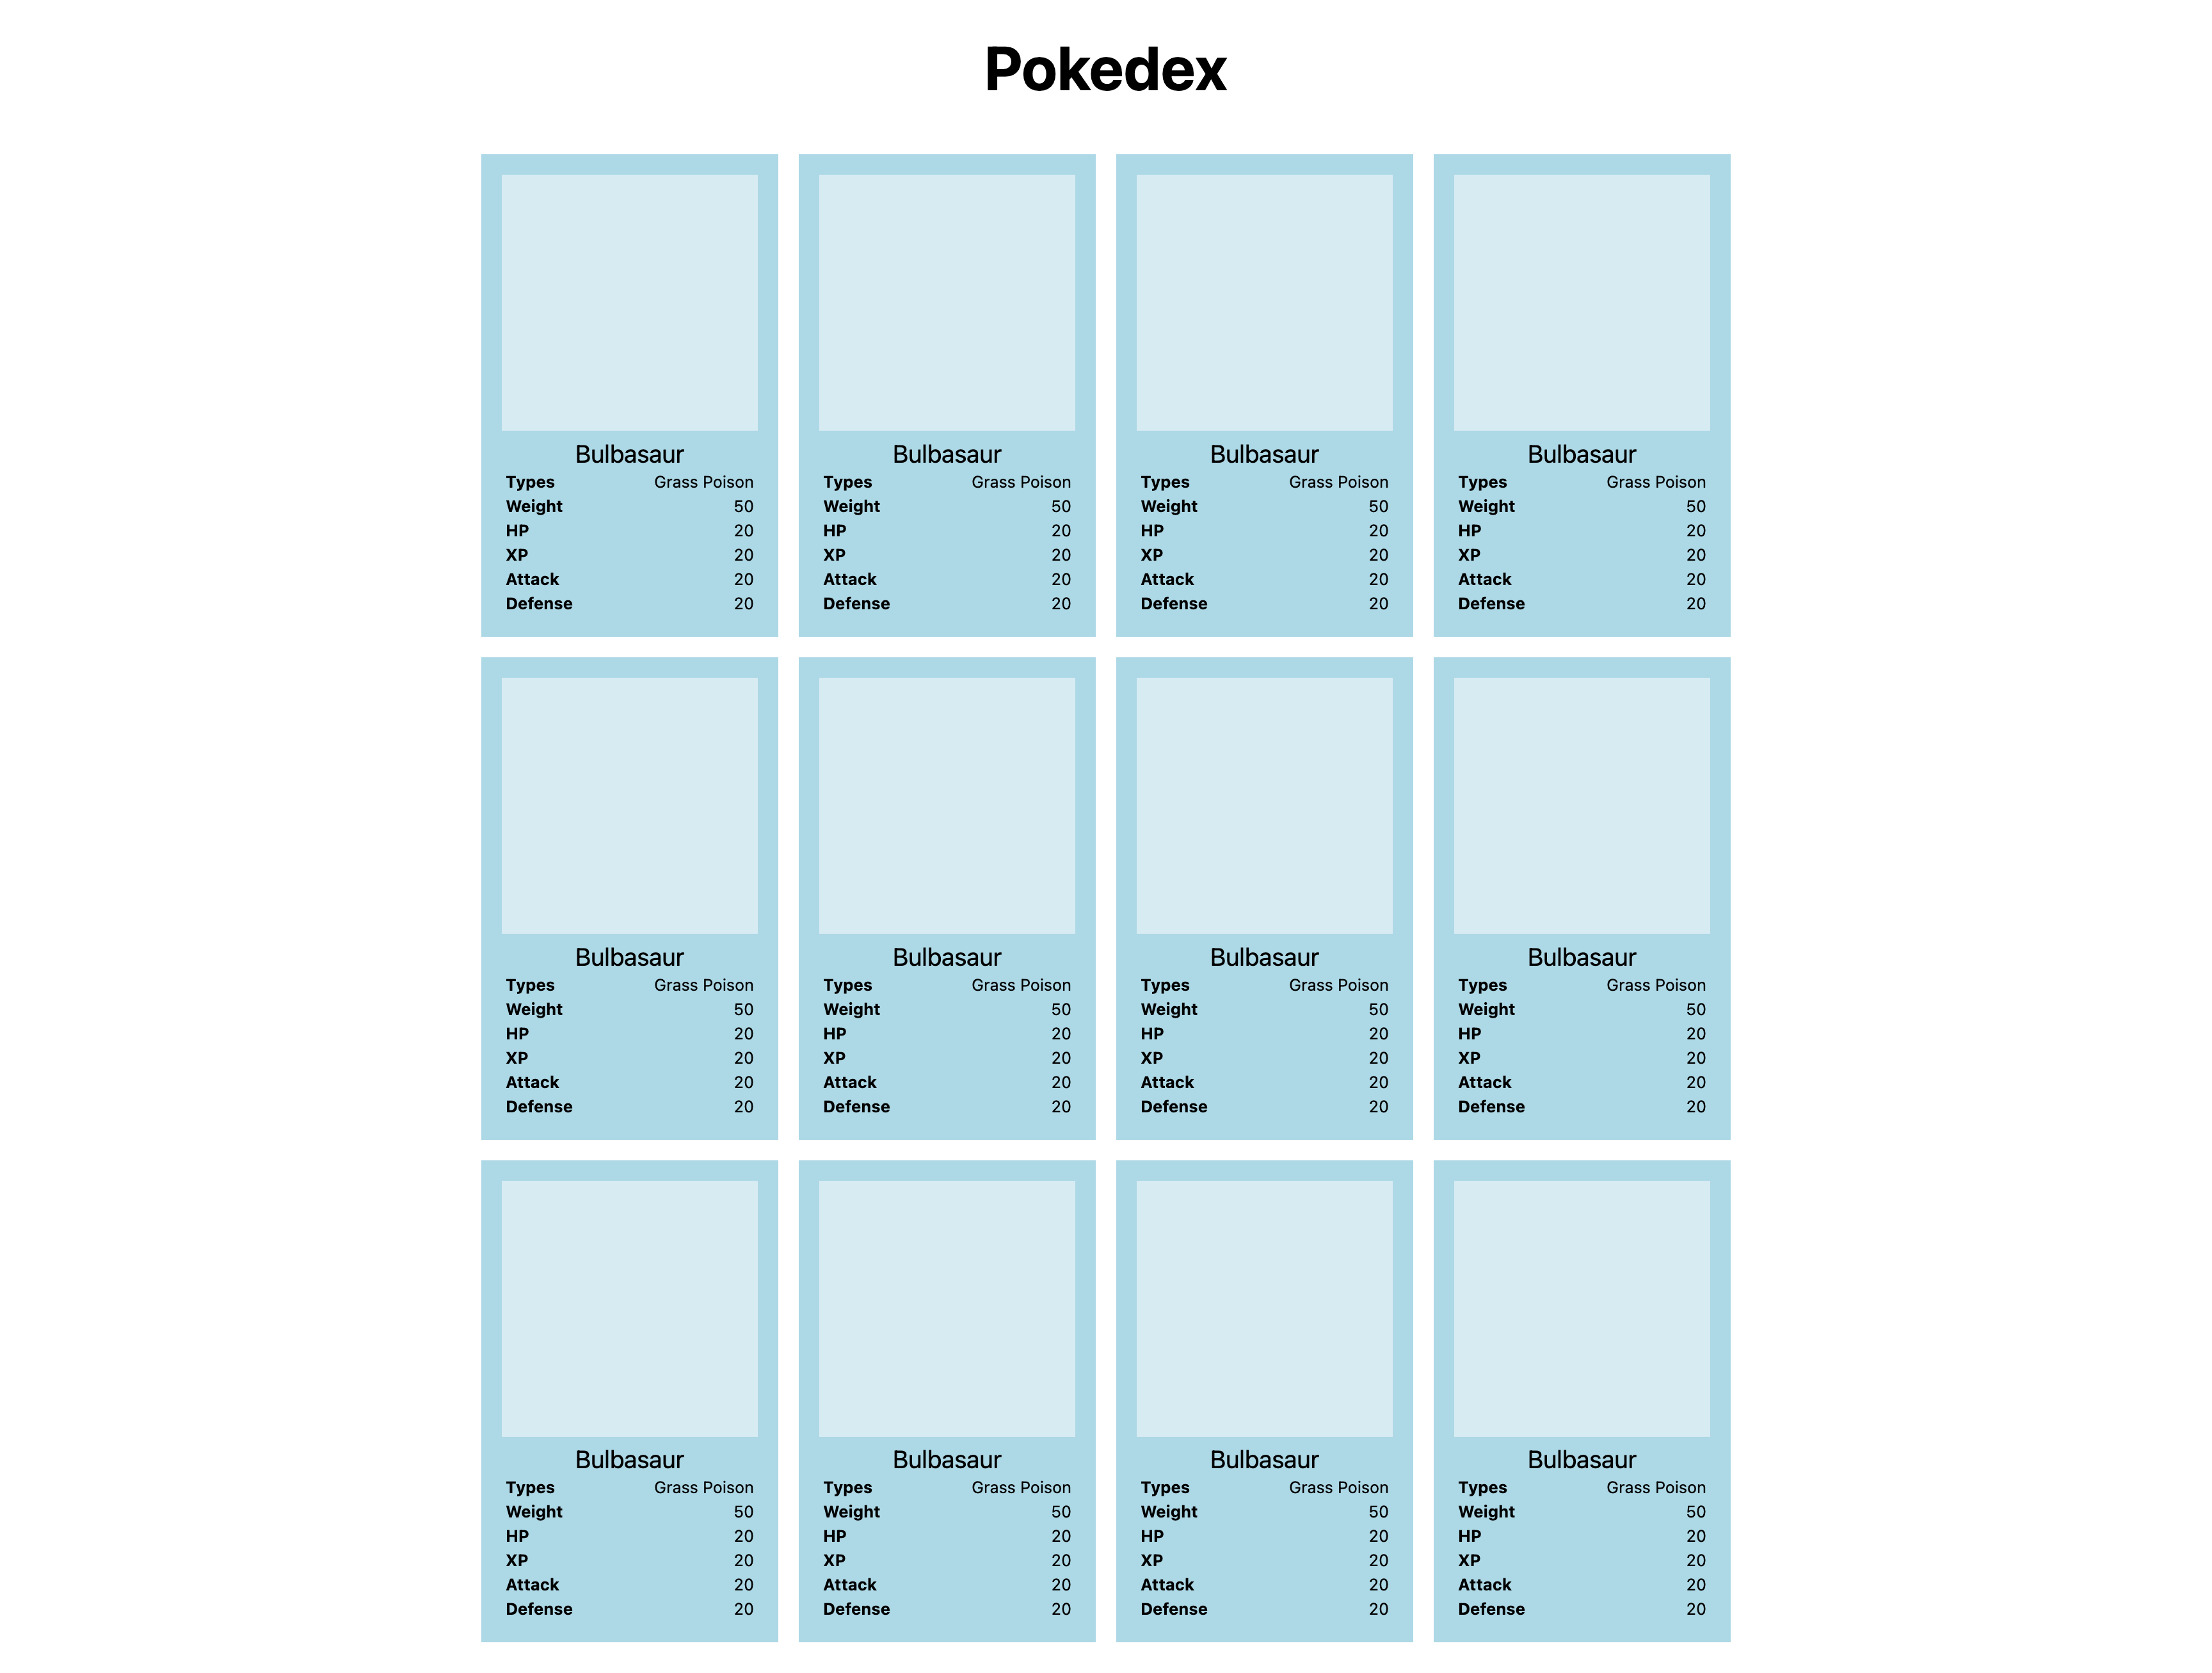 Pokedex
Bulbasaur Bulbasaur Bulbasaur Bulbasaur
Types Grass Poison Types Grass Poison Types Grass Poison Types Grass Poison
Weight 50 Weight 50 Weight 50 Weight 50
HP 20 HP 20 HP 20 HP 20
XP 20 XP 20 XP 20 XP 20
Attack 20 Attack 20 Attack 20 Attack 20
Defense 20 Defense 20 Defense 20 Defense 20
Bulbasaur Bulbasaur Bulbasaur Bulbasaur
Types Grass Poison Types Grass Poison Types Grass Poison Types Grass Poison
Weight 50 Weight 50 Weight 50 Weight 50
HP 20 HP 20 HP 20 HP 20
XP 20 XP 20 XP 20 XP 20
Attack 20 Attack 20 Attack 20 Attack 20
Defense 20 Defense 20 Defense 20 Defense 20
Bulbasaur Bulbasaur Bulbasaur Bulbasaur
Types Grass Poison Types Grass Poison Types Grass Poison Types Grass Poison
Weight 50 Weight 50 Weight 50 Weight 50
HP 20 HP 20 HP 20 HP 20
XP 20 XP 20 XP 20 XP 20
Attack 20 Attack 20 Attack 20 Attack 20
Defense 20 Defense 20 Defense 20 Defense 20